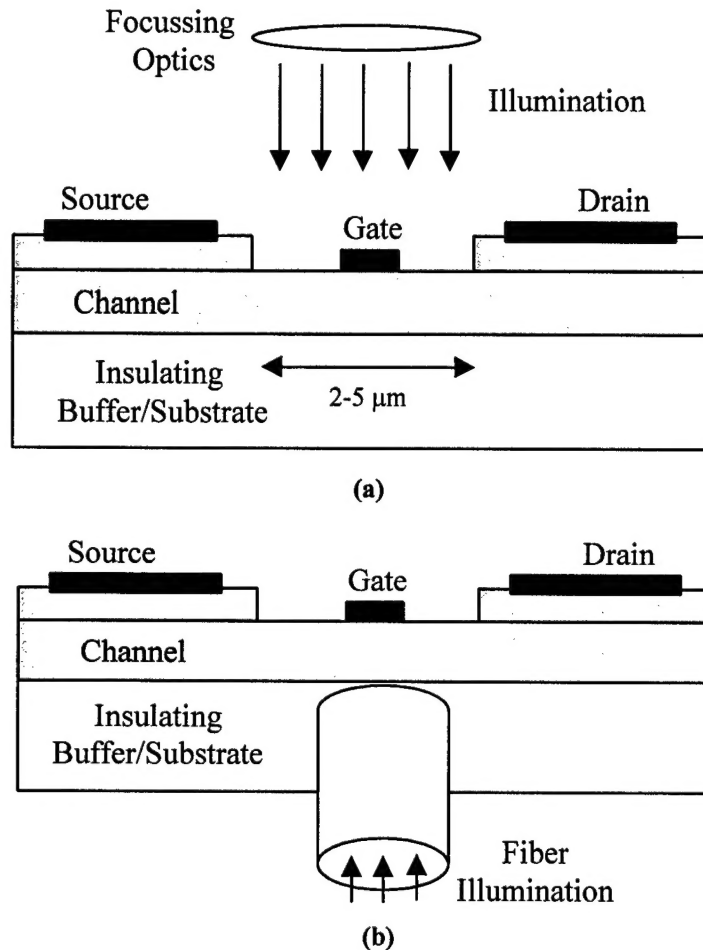 Focussing
Optics
Illumination
Source
Gate
Drain
Channel
Insulating
Buffer/Substrate
2-5 μm
(a)
Source
Gate
Drain
Channel
Insulating
Buffer/Substrate
Fiber
Illumination
(b)